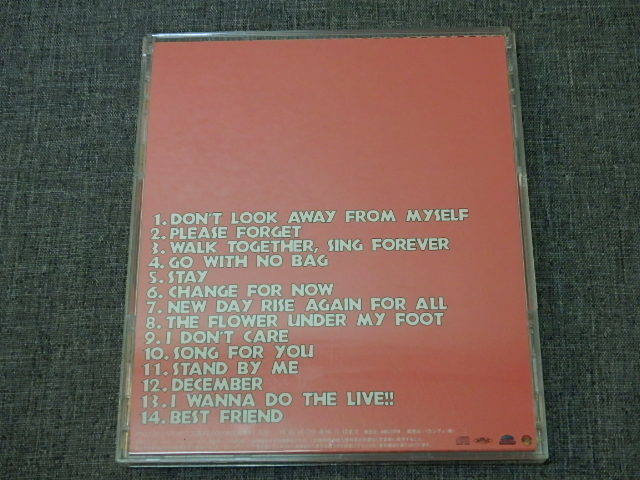 1. DON'T LOOK AWAY FROM MYSELF
2. PLEASE FORGET
3. WALK TOGETHER, SING FOREVER
4. GO WITH NO BAG
5. STAY
6. CHANGE FOR NOW
7. NEW DAY RISE AGAIN FOR ALL
8. THE FLOWER UNDER MY FOOT
9. I DON'T CARE
10. SONG FOR YOU
11. STAND BY ME
12. DECEMBER
13. I WANNA DO THE LIVE!!
14. BEST FRIEND